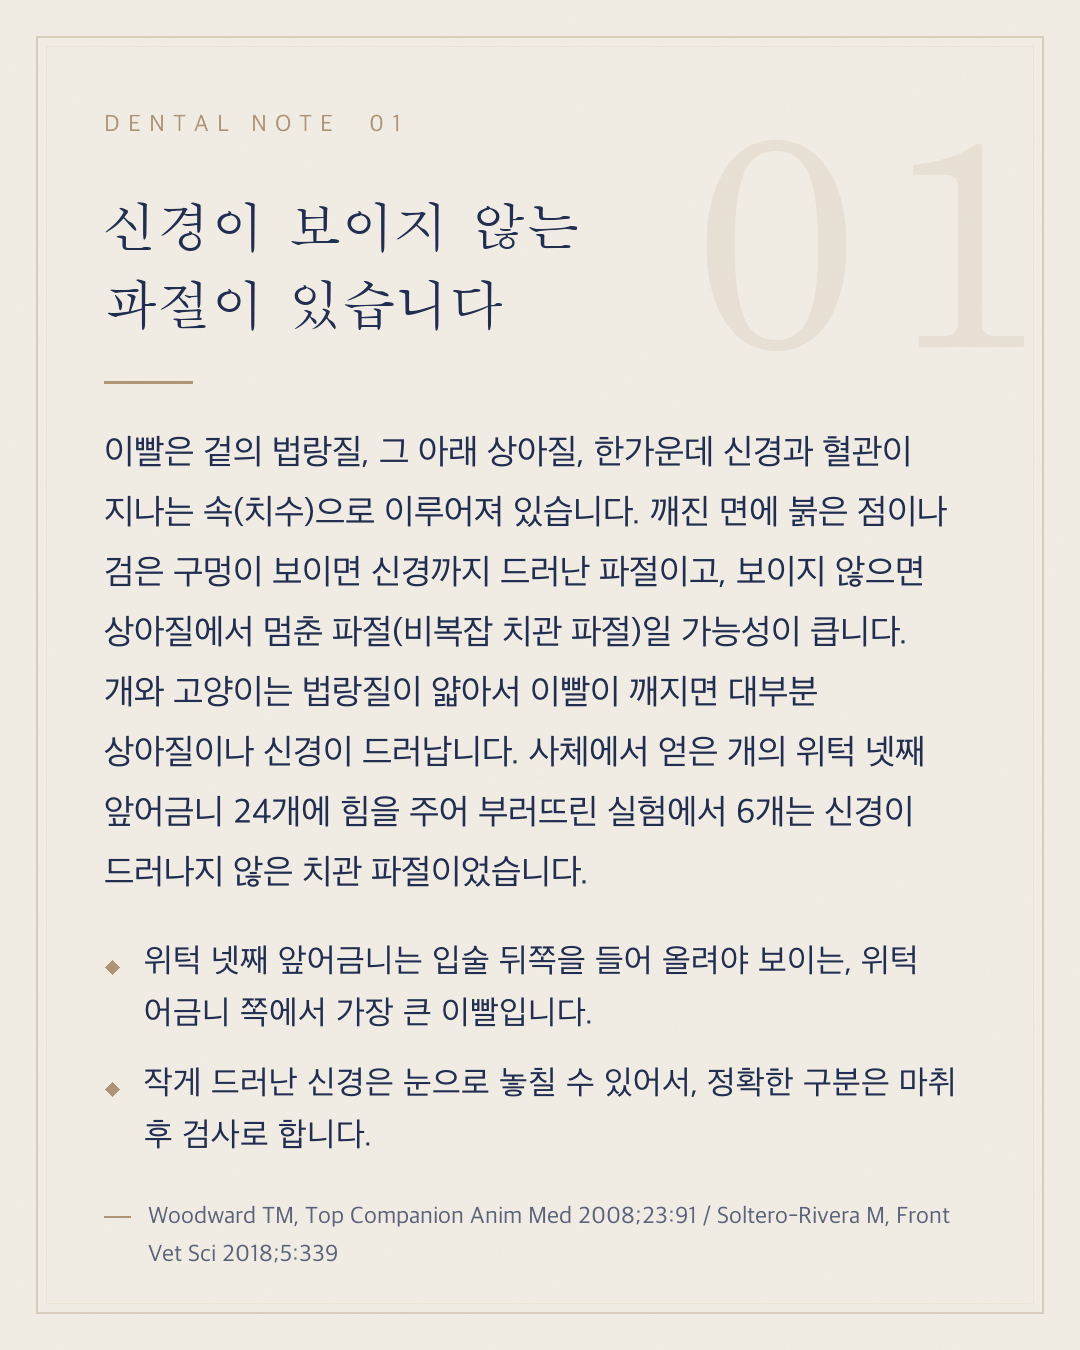 DENTAL NOTE 01
01
신경이 보이지 않는
파절이 있습니다
이빨은 겉의 법랑질, 그 아래 상아질, 한가운데 신경과 혈관이
지나는 속(치수)으로 이루어져 있습니다. 깨진 면에 붉은 점이나
검은 구멍이 보이면 신경까지 드러난 파절이고, 보이지 않으면
상아질에서 멈춘 파절(비복잡 치관 파절)일 가능성이 큽니다.
개와 고양이는 법랑질이 얇아서 이빨이 깨지면 대부분
상아질이나 신경이 드러납니다. 사체에서 얻은 개의 위턱 넷째
앞어금니 24개에 힘을 주어 부러뜨린 실험에서 6개는 신경이
드러나지 않은 치관 파절이었습니다.
◆ 위턱 넷째 앞어금니는 입술 뒤쪽을 들어 올려야 보이는, 위턱
어금니 쪽에서 가장 큰 이빨입니다.
◆ 작게 드러난 신경은 눈으로 놓칠 수 있어서, 정확한 구분은 마취
후 검사로 합니다.
— Woodward TM, Top Companion Anim Med 2008;23:91 / Soltero-Rivera M, Front
Vet Sci 2018;5:339